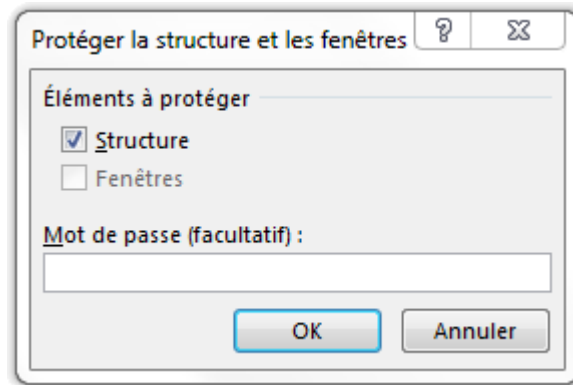 Protéger la structure et les fenêtres
Éléments à protéger
Structure
Fenêtres
Mot de passe (facultatif) :
OK
Annuler